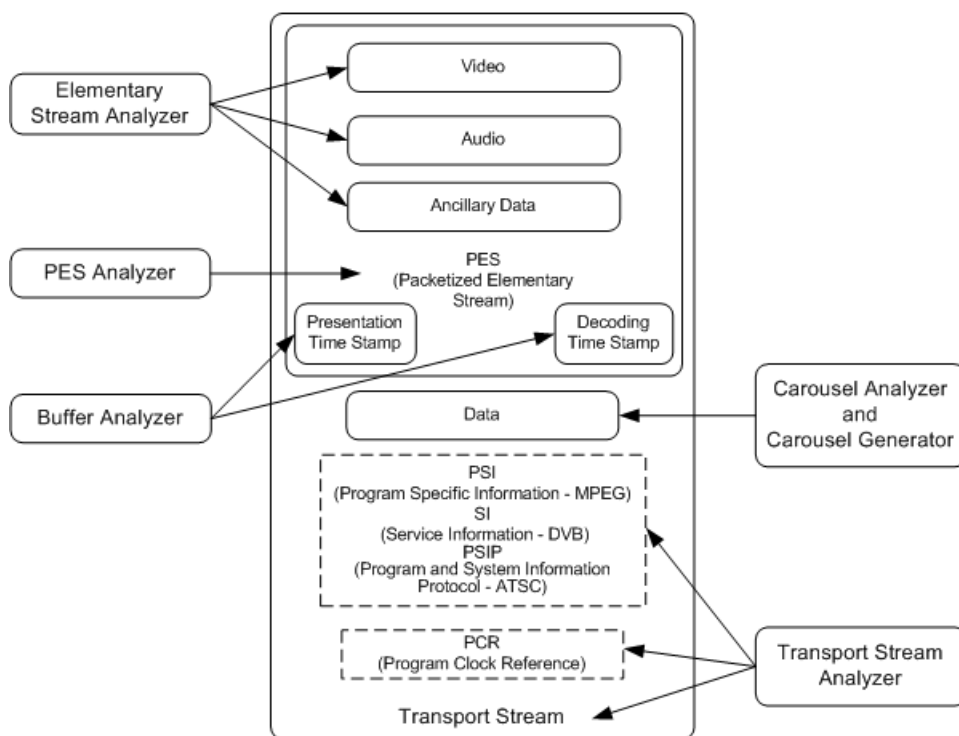 Elementary
Stream Analyzer
PES Analyzer
Buffer Analyzer
Video
Audio
Ancillary Data
PES
(Packetized Elementary
Stream)
Presentation
Time Stamp
Decoding
Time Stamp
Data
PSI
(Program Specific Information - MPEG)
SI
(Service Information - DVB)
PSIP
(Program and System Information
Protocol - ATSC)
PCR
(Program Clock Reference)
Transport Stream
Carousel Analyzer
and
Carousel Generator
Transport Stream
Analyzer